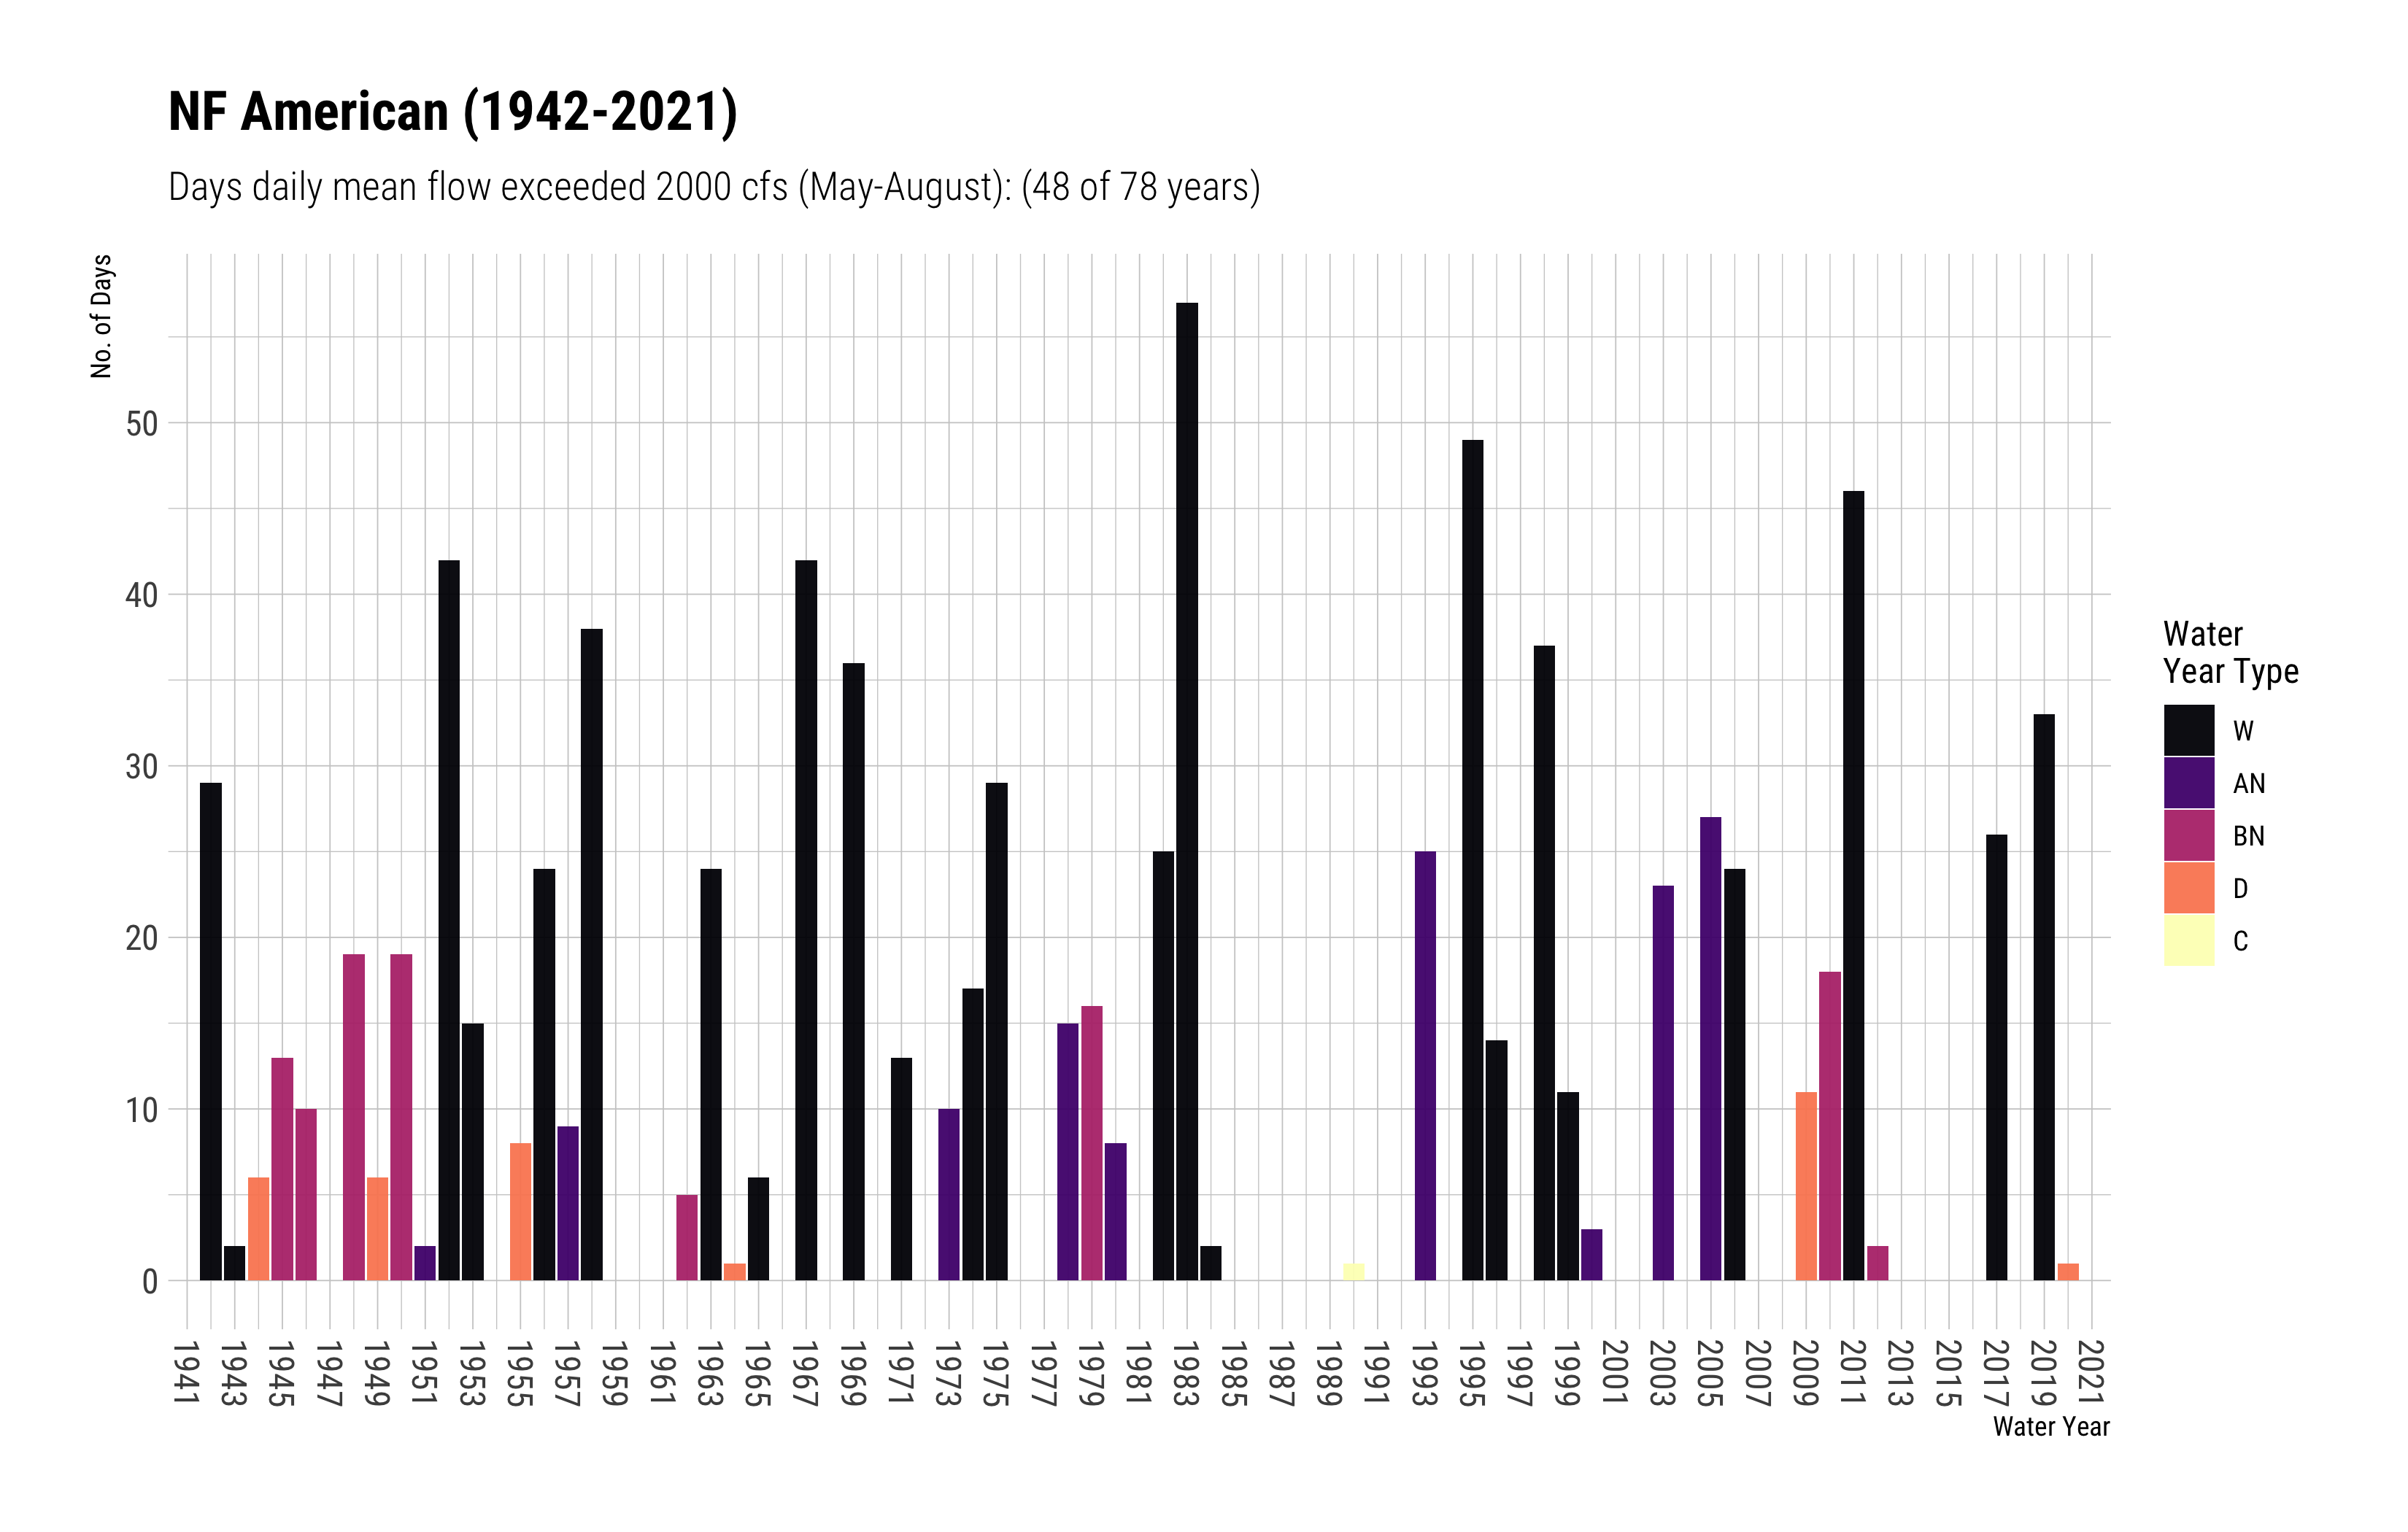 NF American (1942-2021)
Days daily mean flow exceeded 2000 cfs (May-August): (48 of 78 years)
No. of Days
50
40
30
20
10
0
1941 1943 1945 1947 1949 1951 1953 1955 1957 1959 1961 1963 1965 1967 1969 1971 1973 1975 1977 1979 1981 1983 1985 1987 1989 1991 1993 1995 1997 1999 2001 2003 2005 2007 2009 2011 2013 2015 2017 2019 2021
Water Year
Water
Year Type
W
AN
BN
D
C